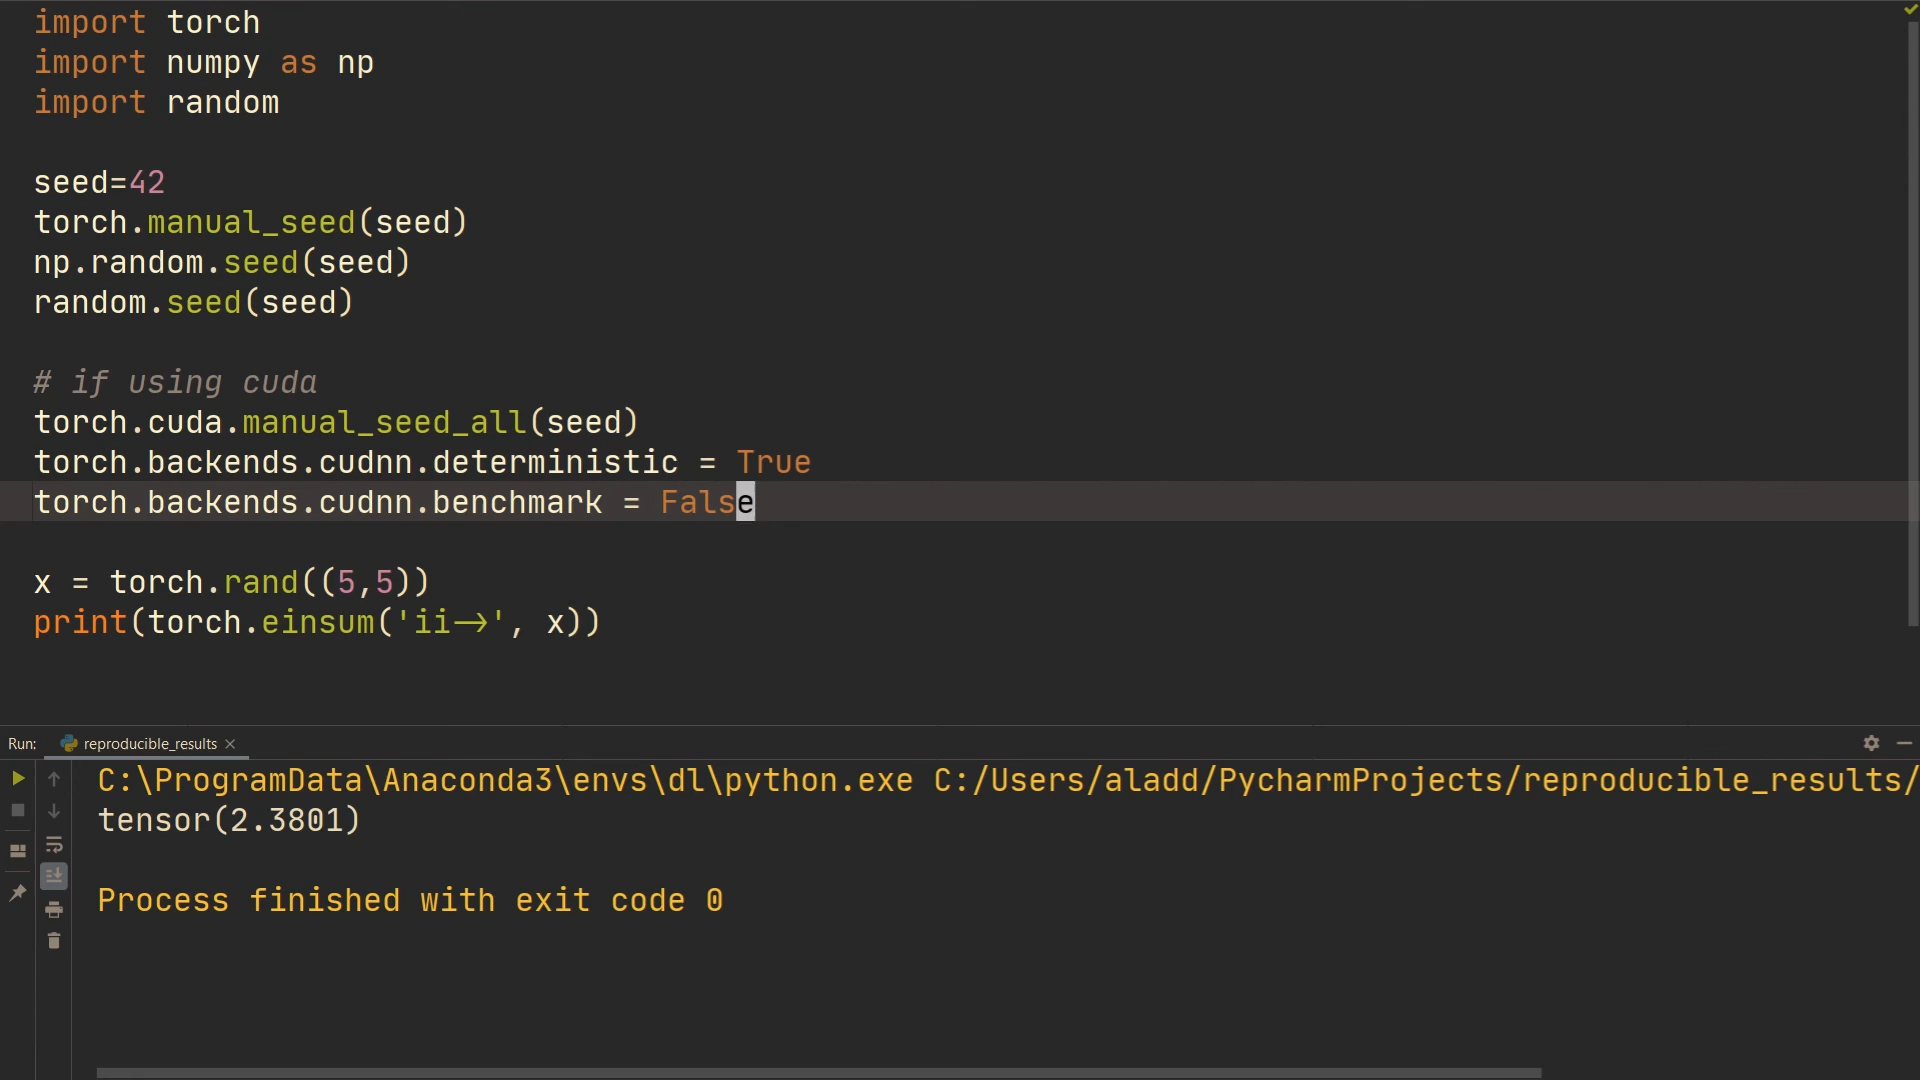 import torch
import numpy as np
import random
seed=42
torch.manual_seed(seed)
np.random.seed(seed)
random.seed(seed)
# if using cuda
torch.cuda.manual_seed_all(seed)
torch.backends.cudnn.deterministic = True
torch.backends.cudnn.benchmark = False
x = torch.rand((5,5))
print(torch.einsum('ii->', x))
Run: reproducible_results
C:\ProgramData\Anaconda3\envs\dl\python.exe C:/Users/aladd/PycharmProjects/reproducible_results/
tensor(2.3801)
Process finished with exit code 0